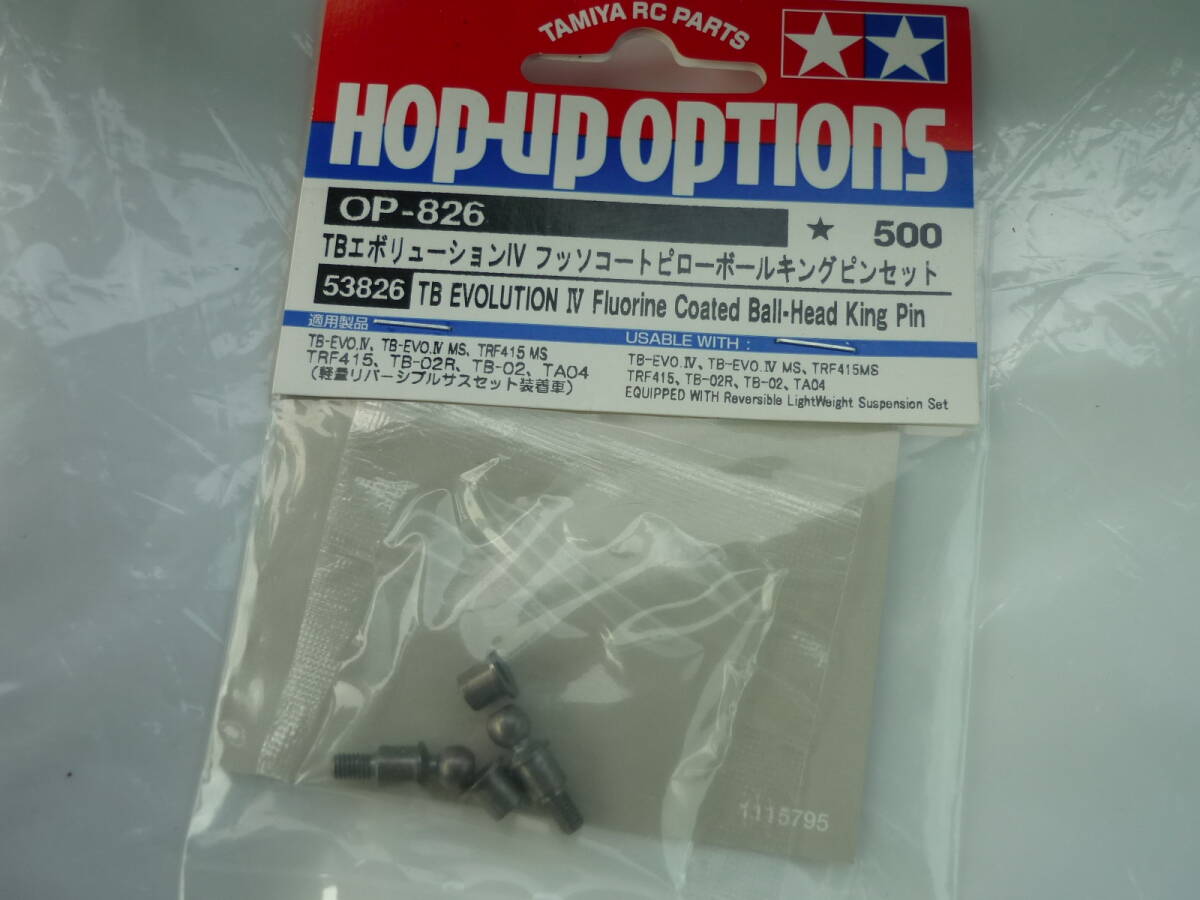 TAMIYA RC PARTS
HOP-UP OPTIONS
OP-826 ★ 500
TBエボリューションⅣ フッソコートピローボールキングピンセット
53826 TB EVOLUTION Ⅳ Fluorine Coated Ball-Head King Pin
適用製品
TB-EVO.Ⅳ、TB-EVO.Ⅳ MS、TRF415 MS
TRF415、TB-02R、TB-02、TA04
(軽量リバーシブルサスセット装着車)
USABLE WITH :
TB-EVO.Ⅳ、TB-EVO.Ⅳ MS、TRF415MS
TRF415、TB-02R、TB-02、TA04
EQUIPPED WITH Reversible LightWeight Suspension Set
1115795